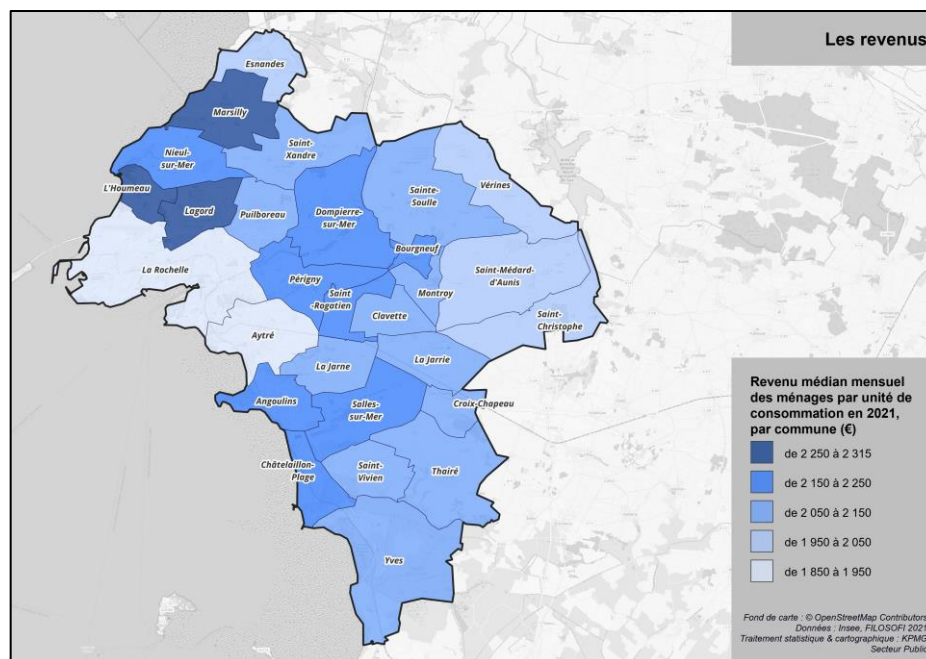 Les revenus
Esnandes
Marsilly
Saint-
Xandre
Nieul-
sur-Mer
Vérines
Sainte-
Soulle
L'Houmeau
Lagord
Puilboreau
Dompierre-
sur-Mer
Bourgneuf
La Rochelle
Saint-Médard-
d'Aunis
Périgny
Montroy
Saint
-Rogatien
Clavette
Saint-
Christophe
Aytré
La Jarne
La Jarrie
Angoulins
Salles-
sur-Mer
Croix-Chapeau
Châtelaillon-
Plage
Saint-
Vivien
Thairé
Yves
Revenu médian mensuel
des ménages par unité de
consommation en 2021,
par commune (€)
de 2 250 à 2 315
de 2 150 à 2 250
de 2 050 à 2 150
de 1 950 à 2 050
de 1 850 à 1 950
Fond de carte : © OpenStreetMap Contributors
Données : Insee, FILOSOFI 2021
Traitement statistique & cartographique : KPMG
Secteur Public